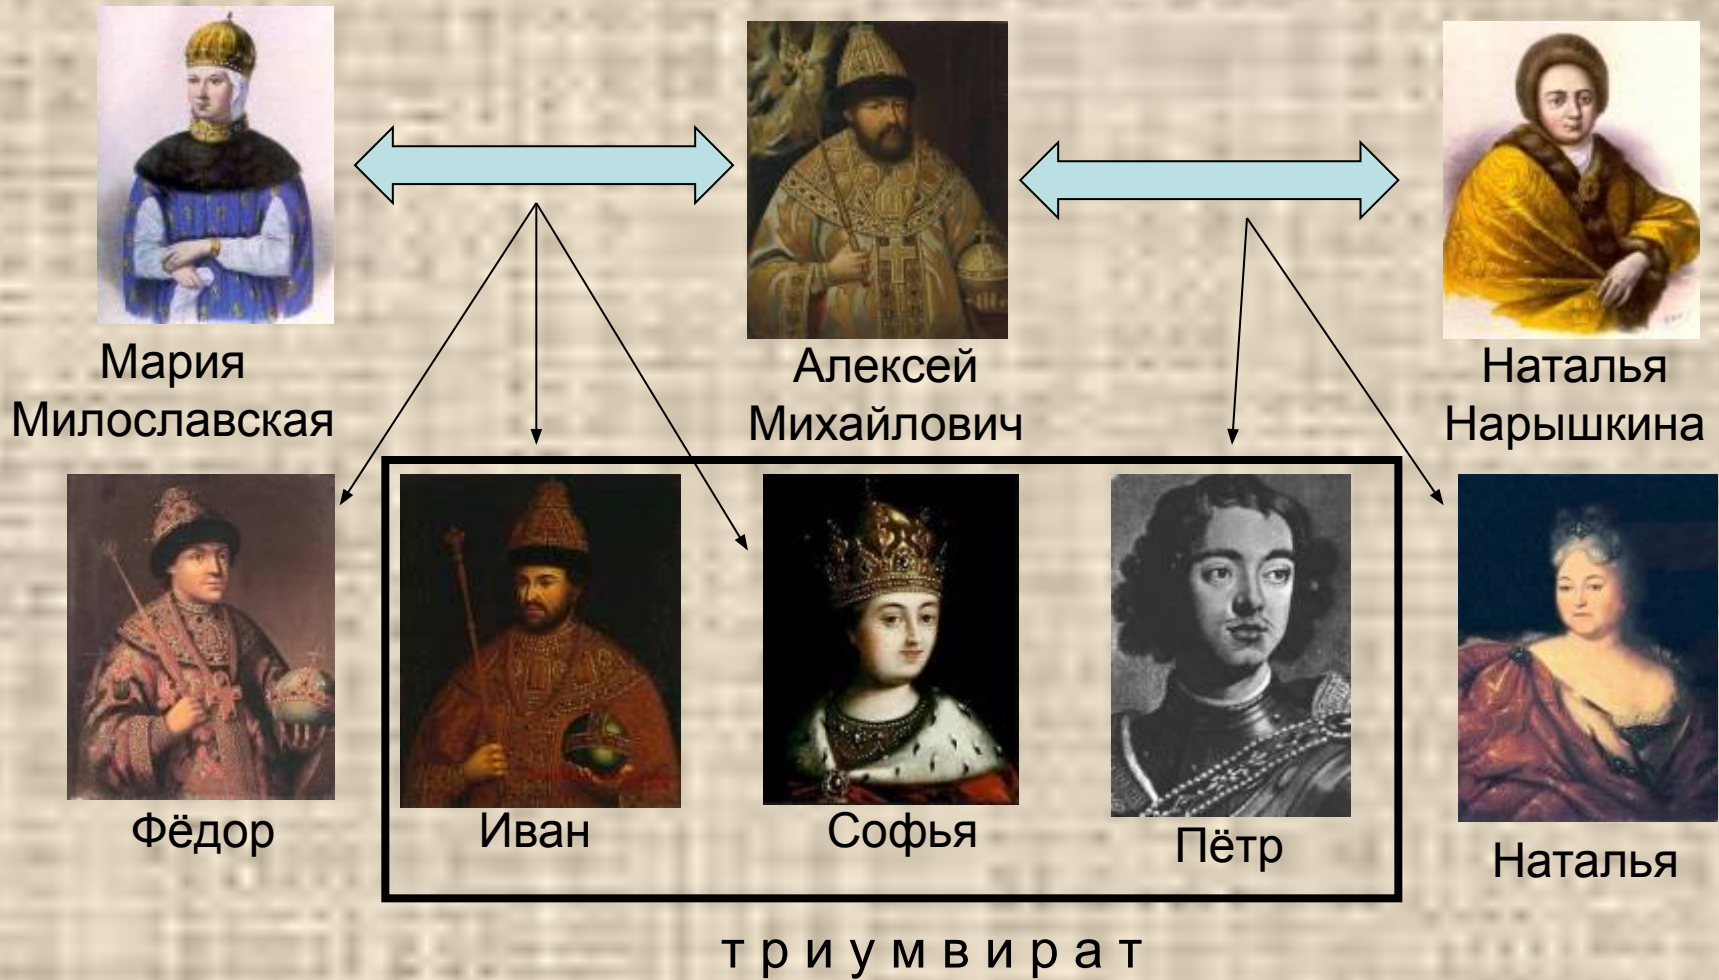 Мария
Милославская
Алексей
Михайлович
Наталья
Нарышкина
Фёдор
Иван
Софья
Пётр
Наталья
триумвират